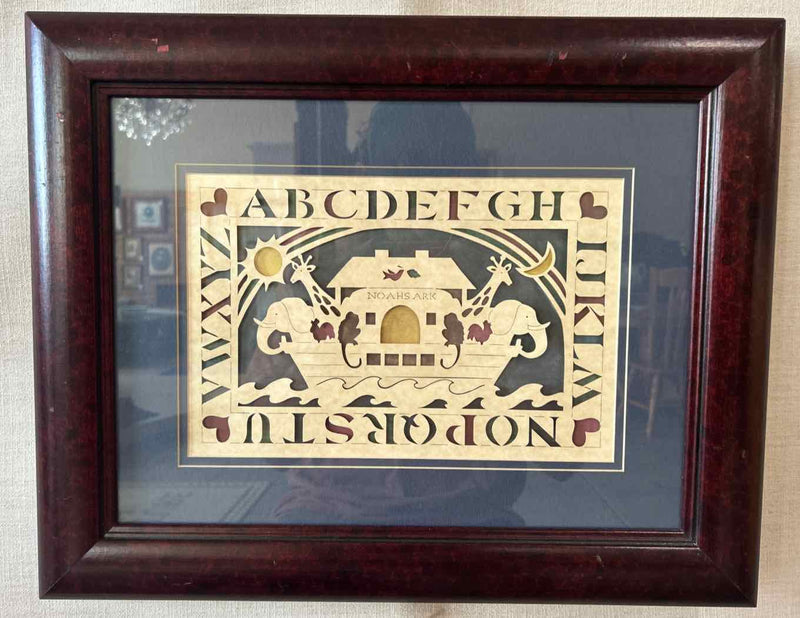 ABCDEFGH
IJKLM
NOPQRSTU
VWXYZ
NOAHS ARK